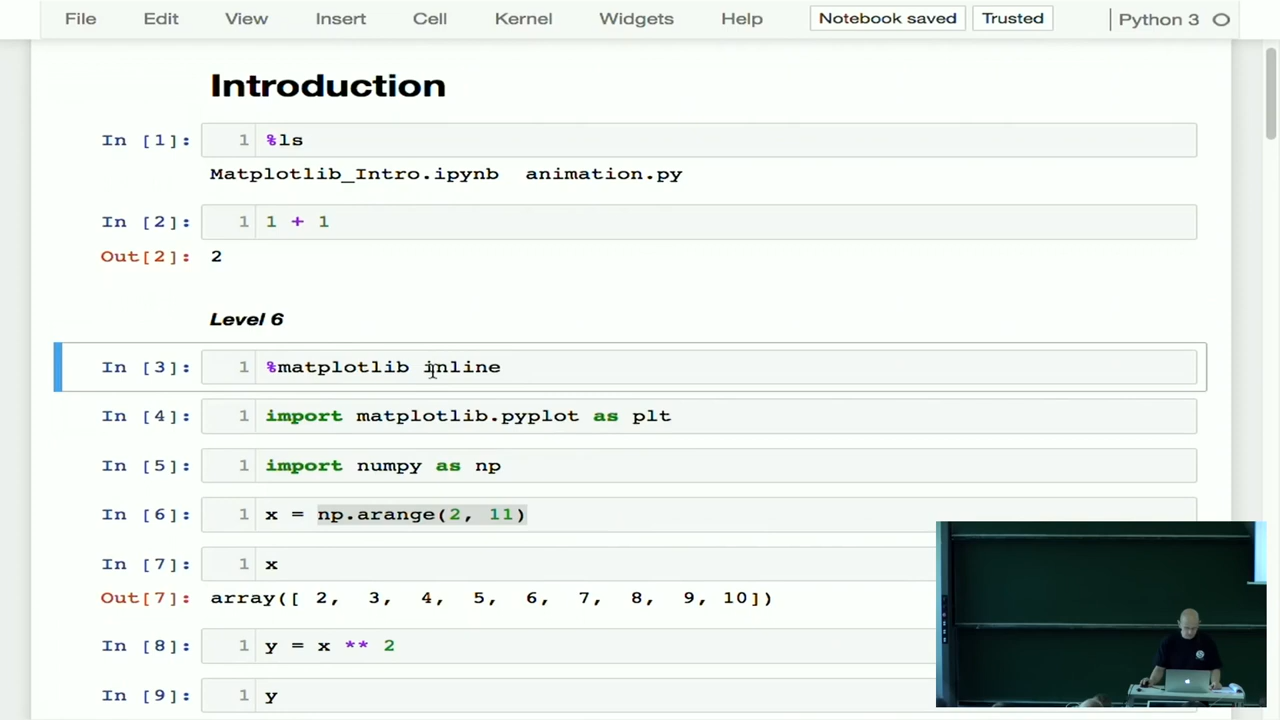 File Edit View Insert Cell Kernel Widgets Help Notebook saved Trusted Python 3
Introduction
In [1]: 1 %ls
Matplotlib_Intro.ipynb animation.py
In [2]: 1 1 + 1
Out[2]: 2
Level 6
In [3]: 1 %matplotlib inline
In [4]: 1 import matplotlib.pyplot as plt
In [5]: 1 import numpy as np
In [6]: 1 x = np.arange(2, 11)
In [7]: 1 x
Out[7]: array([ 2, 3, 4, 5, 6, 7, 8, 9, 10])
In [8]: 1 y = x ** 2
In [9]: 1 y